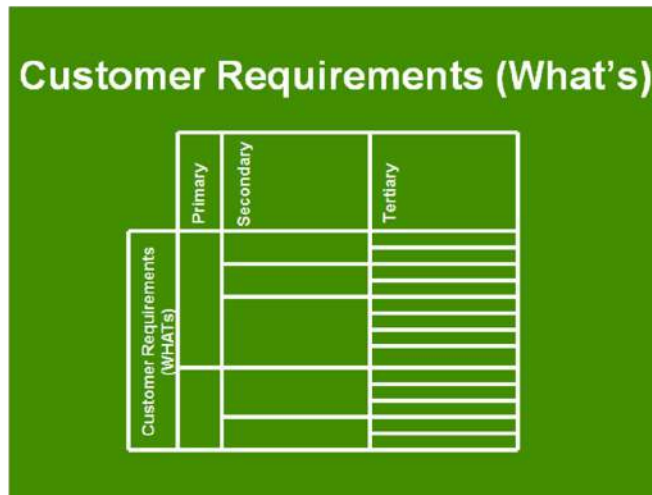 Customer Requirements (What's)
Primary
Secondary
Tertiary
Customer Requirements
(WHATs)